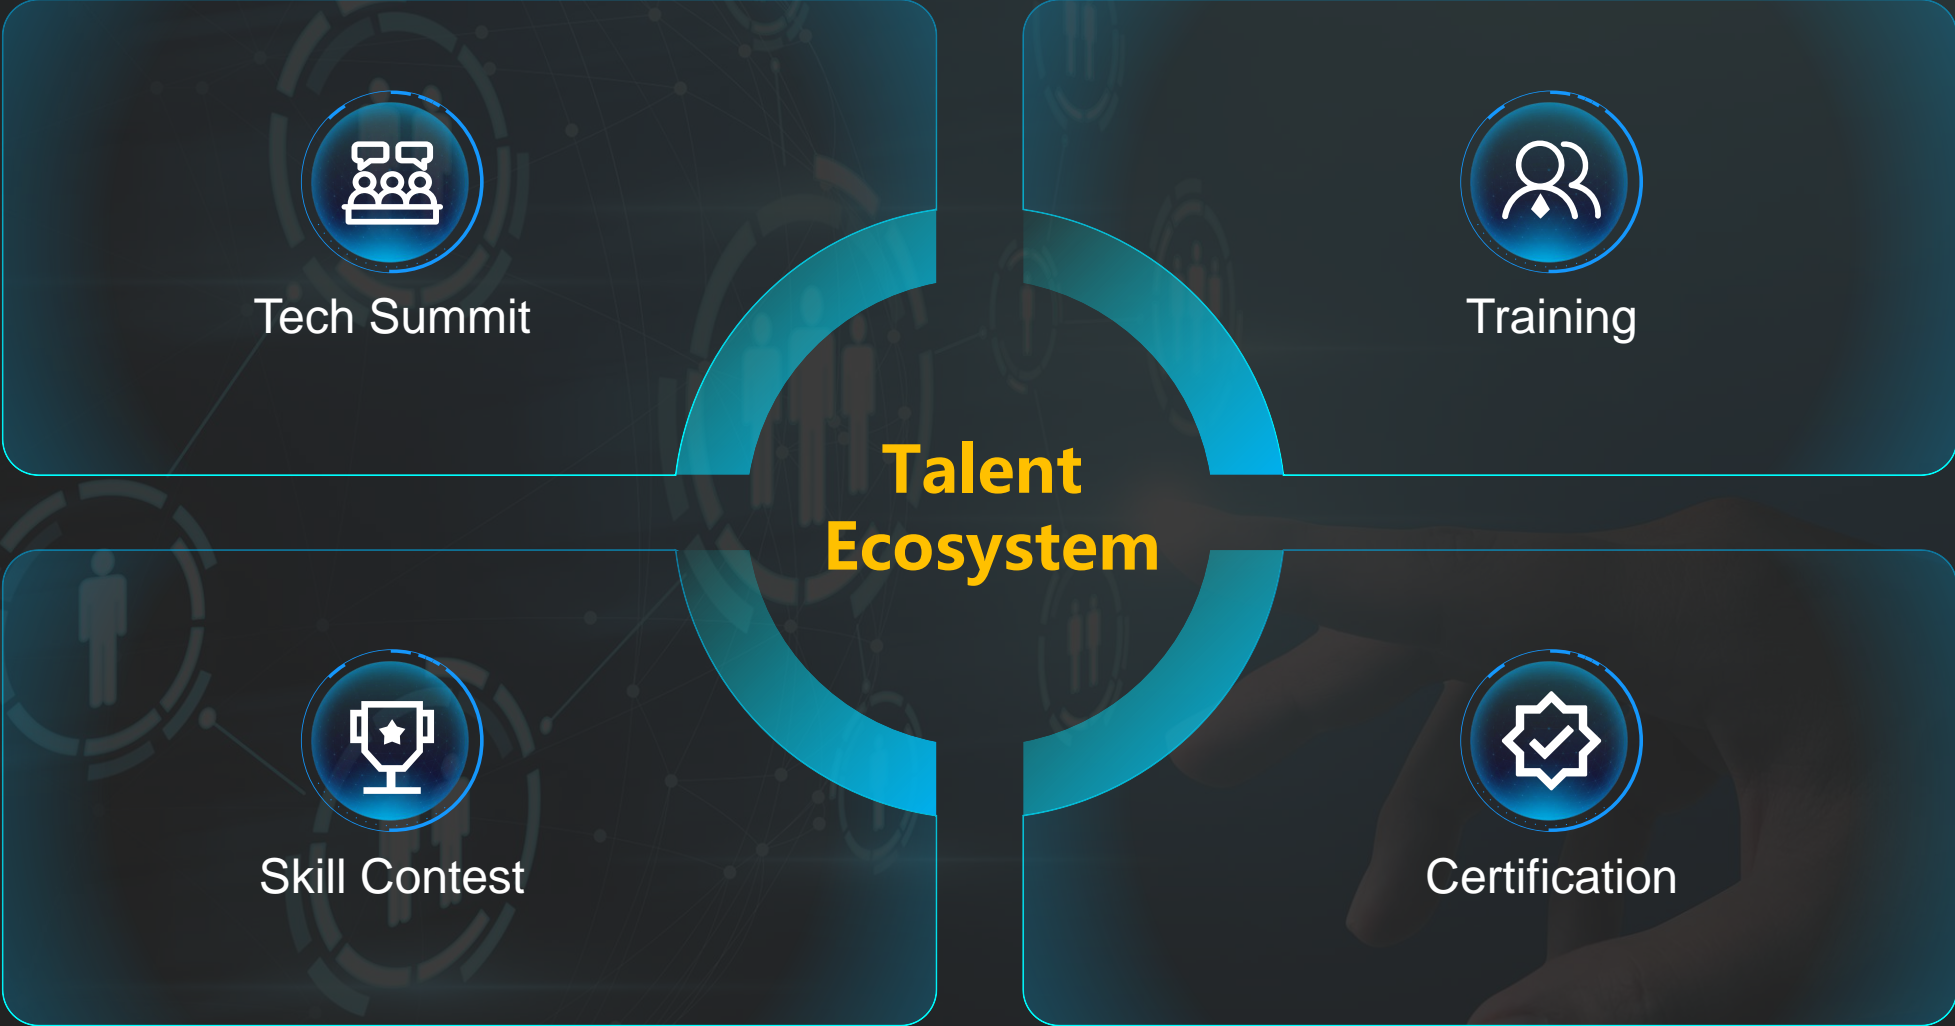 Tech Summit
Training
Talent
Ecosystem
Skill Contest
Certification